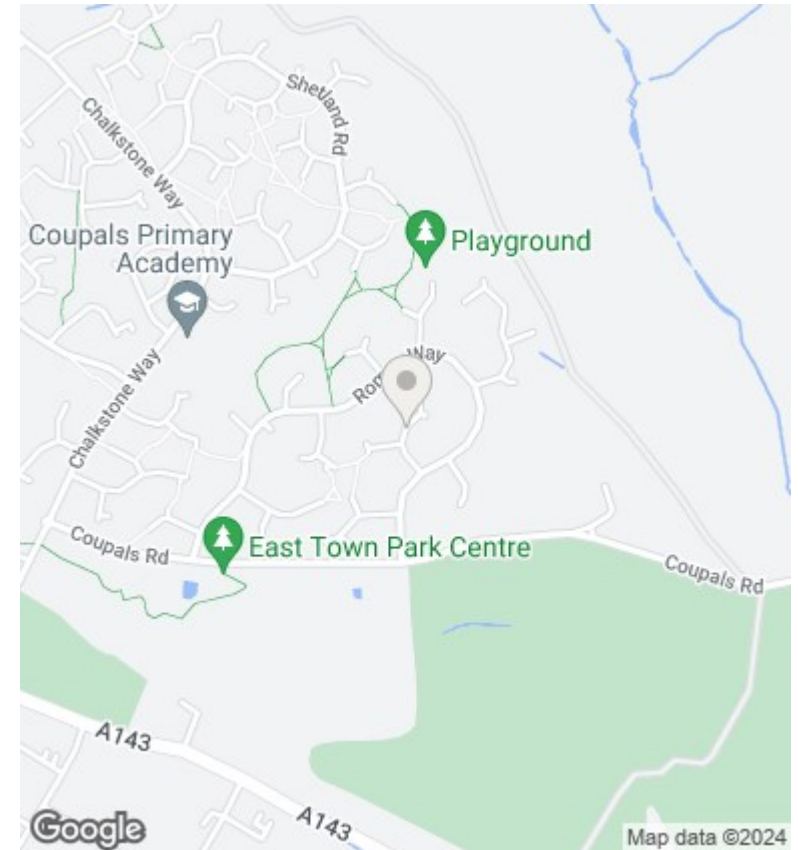 Shetland Rd
Chalkstone Way
Coupals Primary
Academy
Playground
Way
Chalkstone Way
Coupals Rd
East Town Park Centre
Coupals Rd
A143
A143
Google
Map data ©2024